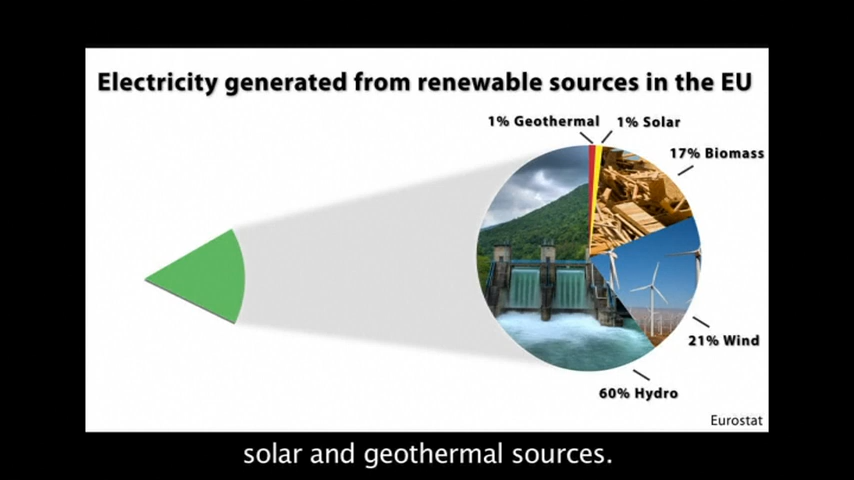 Electricity generated from renewable sources in the EU
1% Geothermal
1% Solar
17% Biomass
21% Wind
60% Hydro
Eurostat
solar and geothermal sources.